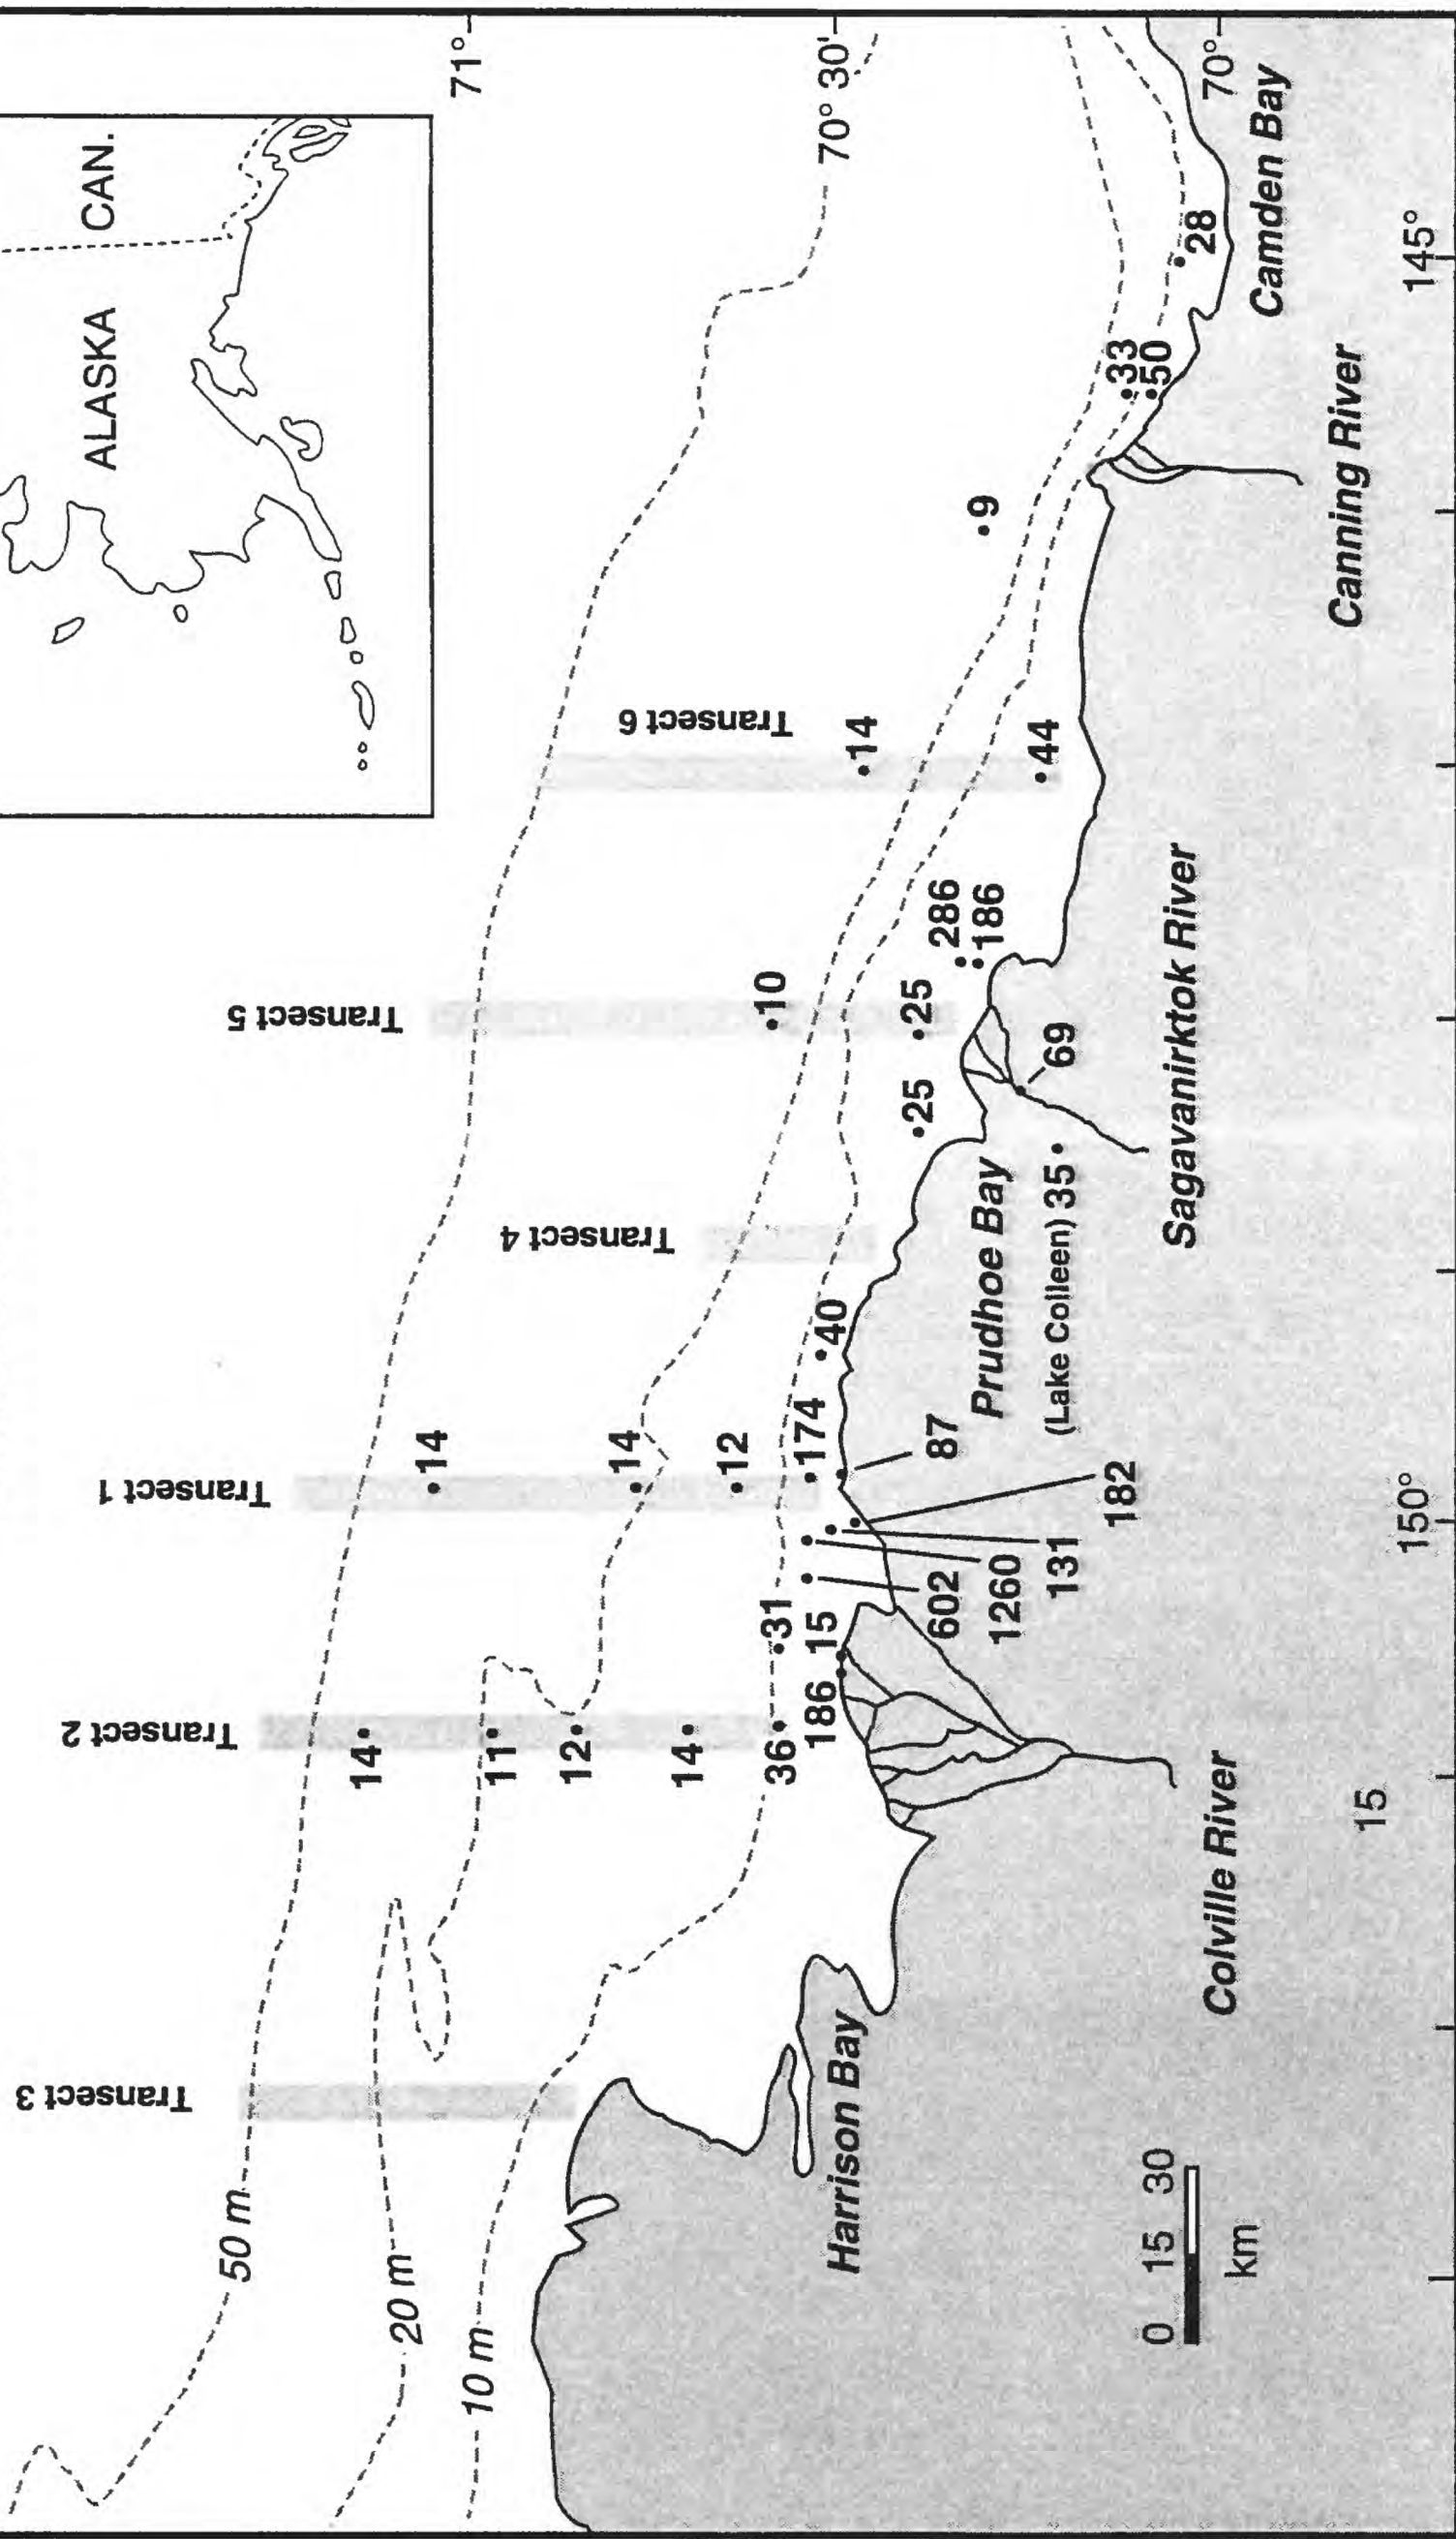 ALASKA
CAN.
71°
70° 30'
70°
145°
150°
15
50 m
20 m
10 m
Transect 3
Transect 2
Transect 1
Transect 4
Transect 5
Transect 6
14
11
12
14
36
186
15
31
602
1260
131
182
87
174
12
14
14
40
25
25
10
286
186
69
(Lake Colleen) 35
14
44
9
33
50
28
Harrison Bay
Colville River
Prudhoe Bay
Sagavanirktok River
Canning River
Camden Bay
0 15 30
km